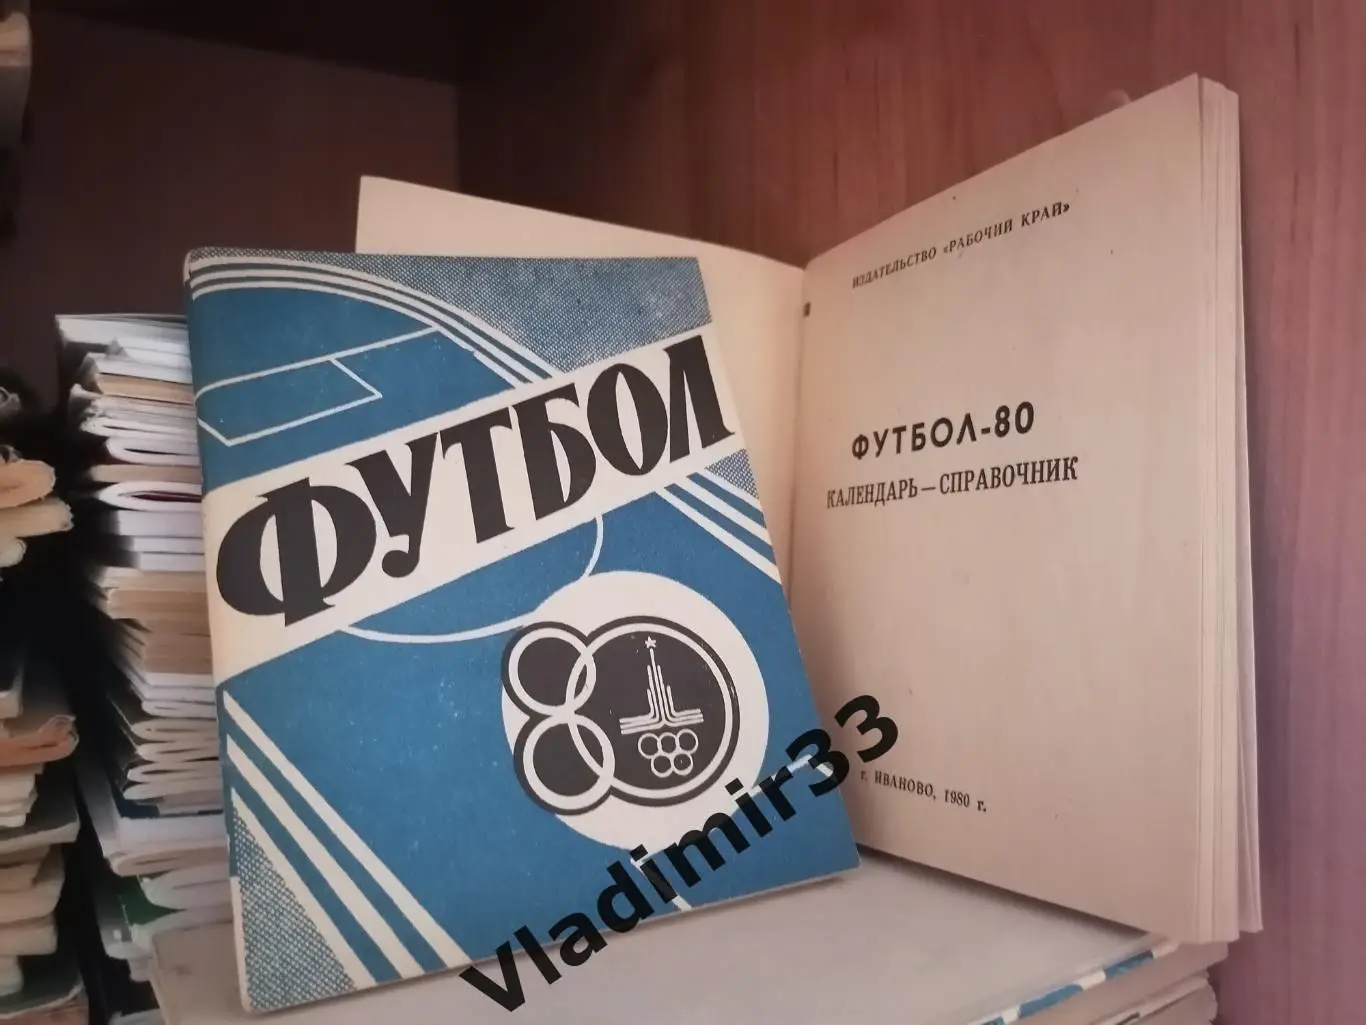 ФУТБОЛ
80
ИЗДАТЕЛЬСТВО «РАБОЧИЙ КРАЙ»
ФУТБОЛ-80
КАЛЕНДАРЬ—СПРАВОЧНИК
г. ИВАНОВО, 1980 г.
Vladimir33